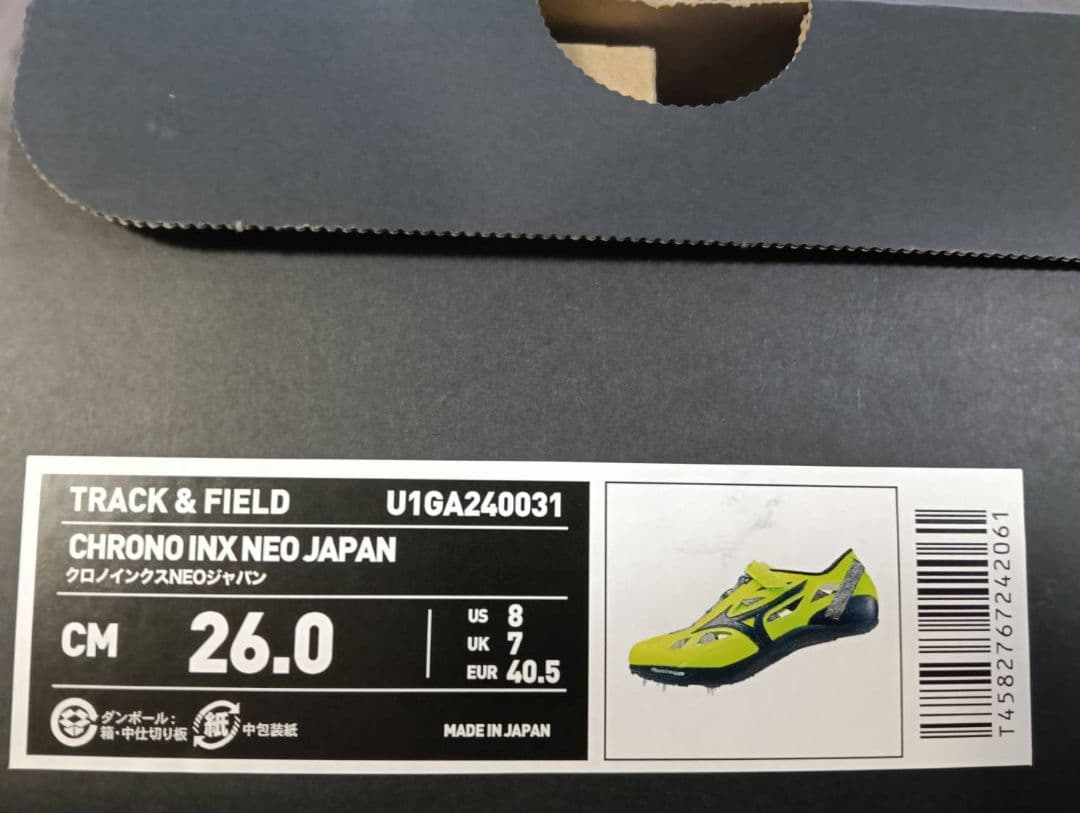 TRACK & FIELD U1GA240031
CHRONO INX NEO JAPAN
クロノインクスNEOジャパン
CM 26.0
US 8
UK 7
EUR 40.5
ダンボール:
箱・中仕切り板
紙 中包装紙
MADE IN JAPAN
T4582767242061